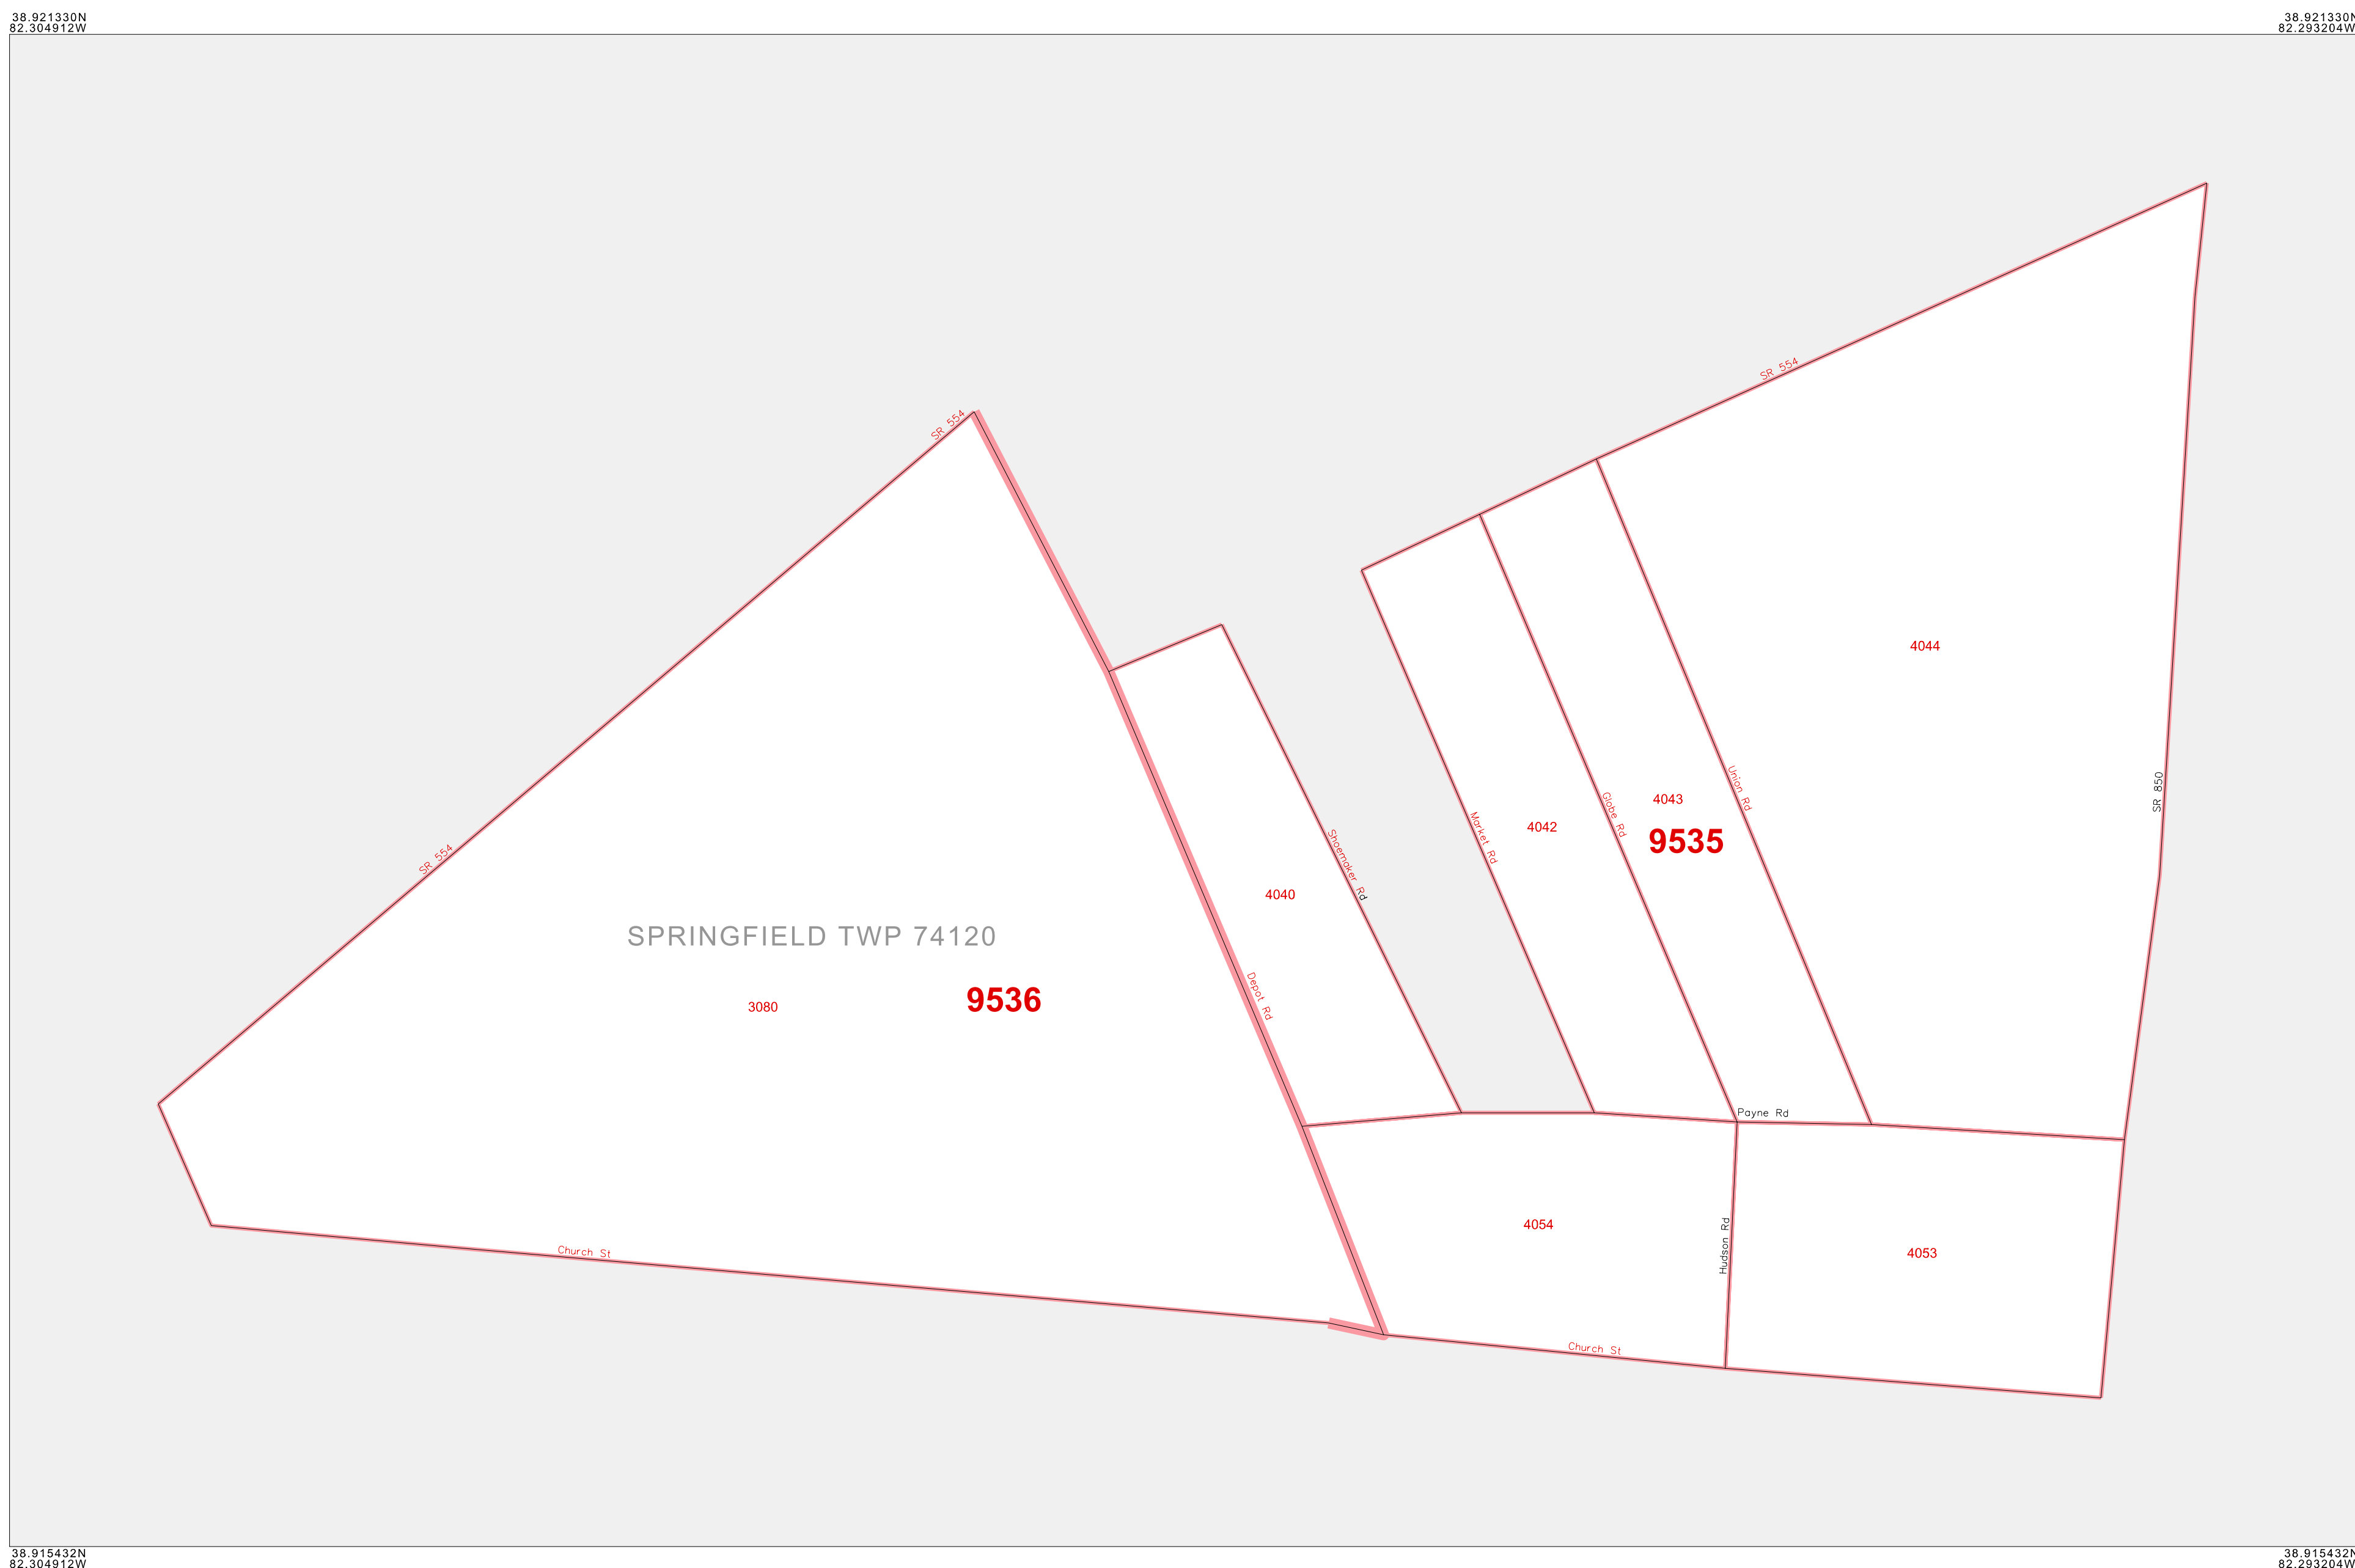 38.921330N
82.304912W
38.921330N
82.293204W
SR 554
SR 554
SR 554
4044
Union Rd
SR 850
4043
Globe Rd
9535
4042
Market Rd
Shoemaker Rd
4040
SPRINGFIELD TWP 74120
Depot Rd
9536
3080
Payne Rd
4054
Hudson Rd
4053
Church St
Church St
38.915432N
82.304912W
38.915432N
82.293204W